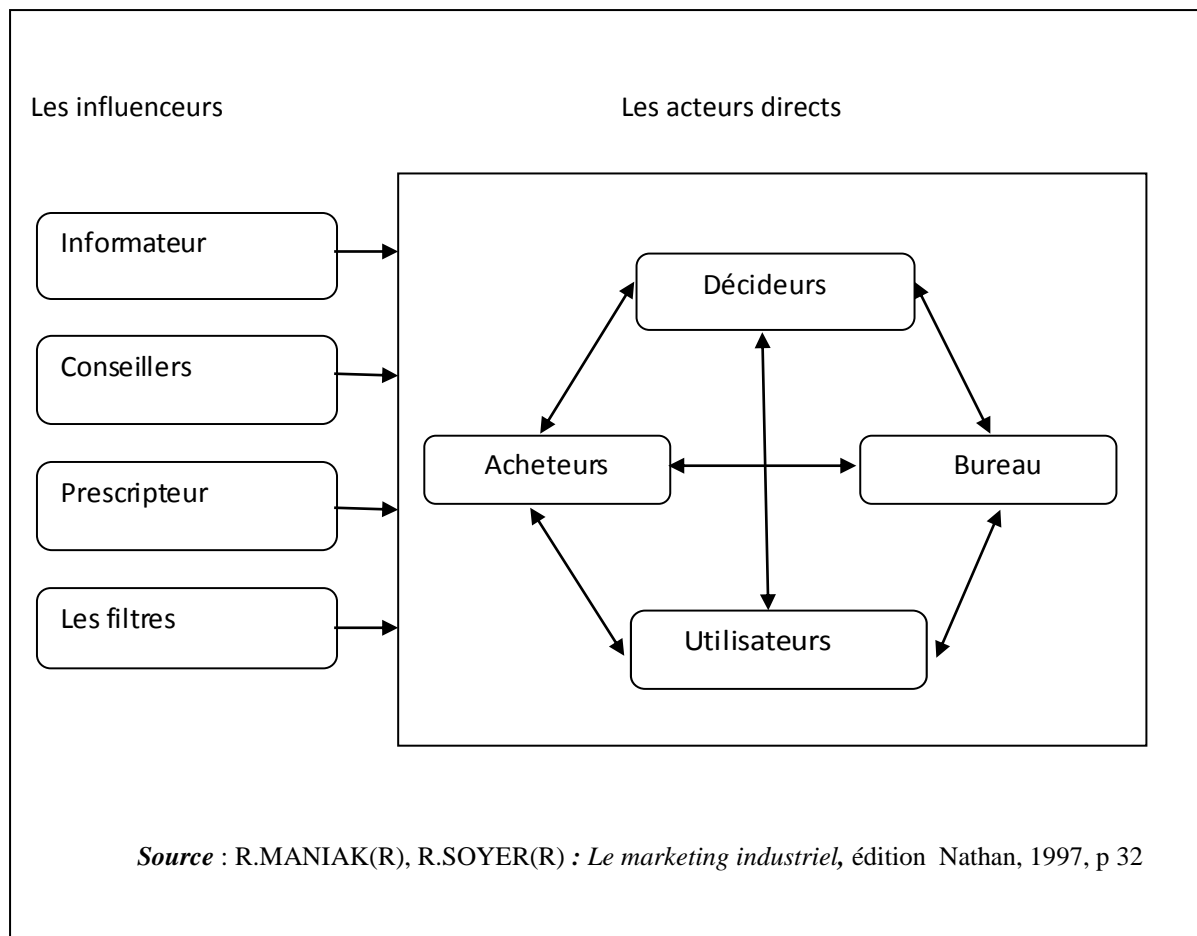 Les influenceurs
Les acteurs directs
Informateur
Conseillers
Prescripteur
Les filtres
Décideurs
Acheteurs
Bureau
Utilisateurs
Source : R.MANIAK(R), R.SOYER(R) : Le marketing industriel, édition Nathan, 1997, p 32